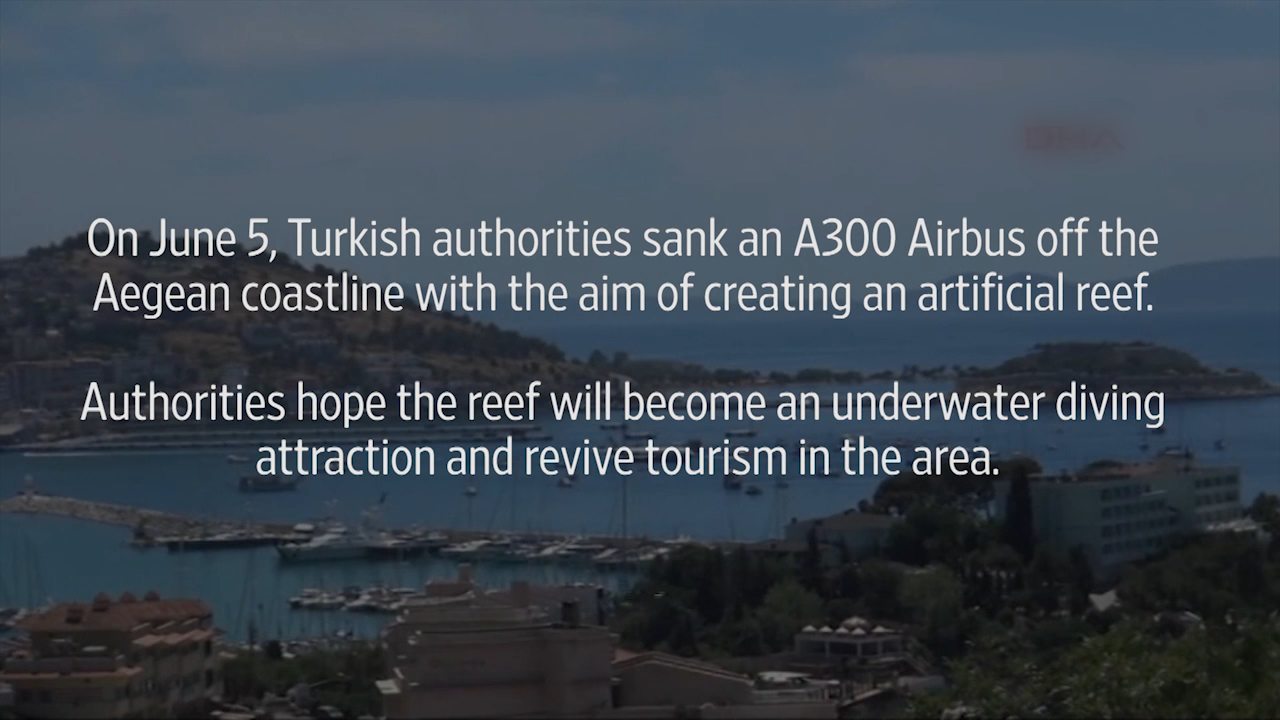 On June 5, Turkish authorities sank an A300 Airbus off the
Aegean coastline with the aim of creating an artificial reef.
Authorities hope the reef will become an underwater diving
attraction and revive tourism in the area.